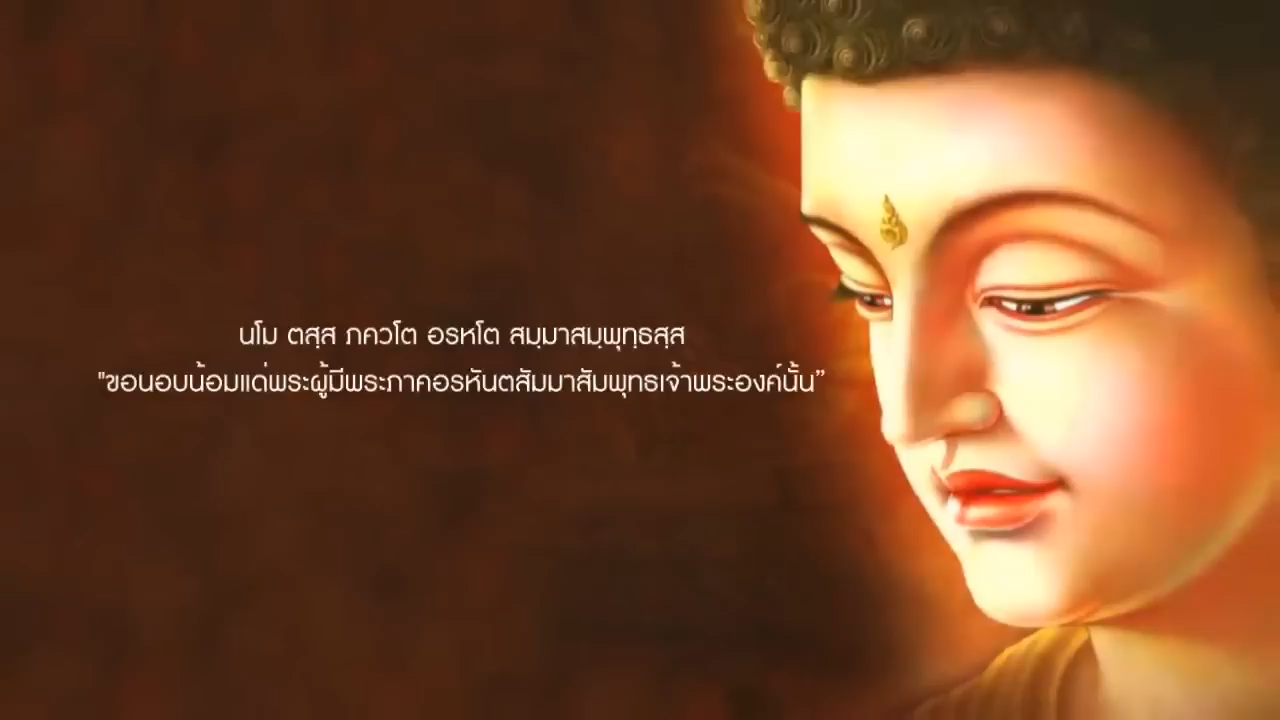 นโม ตสฺส ภควโต อรหโต สมฺมาสมฺพุทฺธสฺส
"ขอนอบน้อมแด่พระผู้มีพระภาคอรหันตสัมมาสัมพุทธเจ้าพระองค์นั้น”